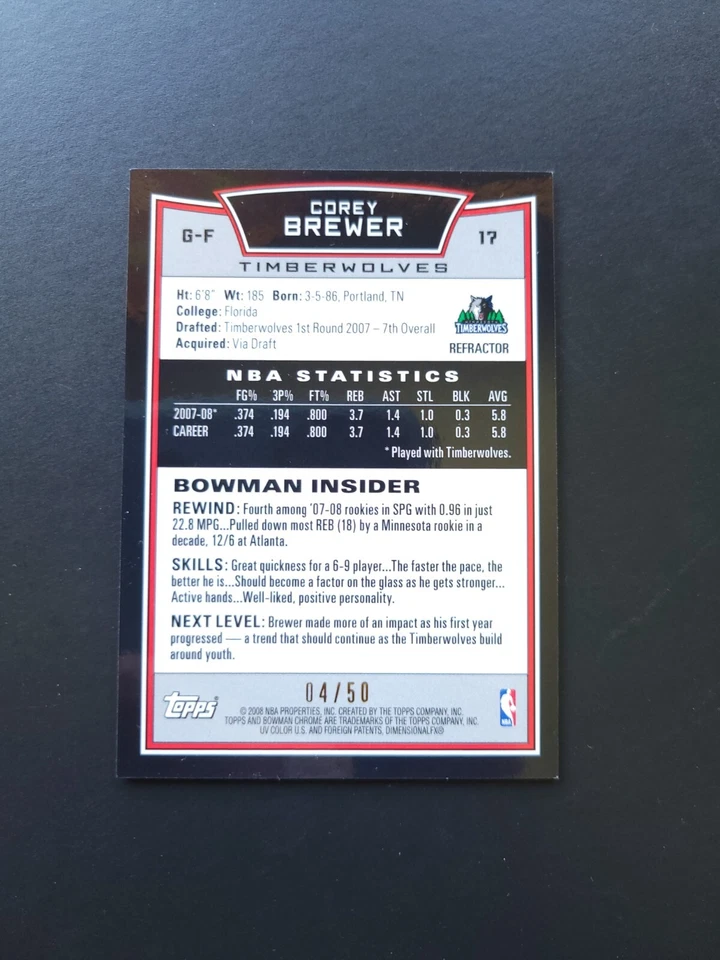 COREY
BREWER
G-F
17
TIMBERWOLVES
Ht: 6'8" Wt: 185 Born: 3-5-86, Portland, TN
College: Florida
Drafted: Timberwolves 1st Round 2007 – 7th Overall
Acquired: Via Draft
TIMBERWOLVES
REFRACTOR
NBA STATISTICS
FG% 3P% FT% REB AST STL BLK AVG
2007-08* .374 .194 .800 3.7 1.4 1.0 0.3 5.8
CAREER .374 .194 .800 3.7 1.4 1.0 0.3 5.8
* Played with Timberwolves.
BOWMAN INSIDER
REWIND: Fourth among '07-08 rookies in SPG with 0.96 in just
22.8 MPG...Pulled down most REB (18) by a Minnesota rookie in a
decade, 12/6 at Atlanta.
SKILLS: Great quickness for a 6-9 player...The faster the pace, the
better he is...Should become a factor on the glass as he gets stronger...
Active hands...Well-liked, positive personality.
NEXT LEVEL: Brewer made more of an impact as his first year
progressed — a trend that should continue as the Timberwolves build
around youth.
04/50
Topps®
© 2008 NBA PROPERTIES, INC. CREATED BY THE TOPPS COMPANY, INC.
TOPPS AND BOWMAN CHROME ARE TRADEMARKS OF THE TOPPS COMPANY, INC.
UV COLOR U.S. AND FOREIGN PATENTS, DIMENSIONALFX®
NBA